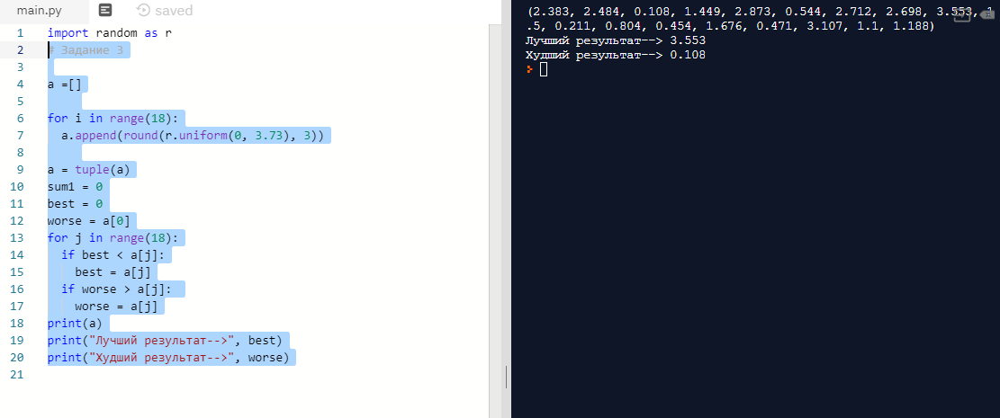 main.py
saved
1 import random as r
2 # Задание 3
3
4 a =[]
5
6 for i in range(18):
7 a.append(round(r.uniform(0, 3.73), 3))
8
9 a = tuple(a)
10 sum1 = 0
11 best = 0
12 worse = a[0]
13 for j in range(18):
14 if best < a[j]:
15 best = a[j]
16 if worse > a[j]:
17 worse = a[j]
18 print(a)
19 print("Лучший результат-->", best)
20 print("Худший результат-->", worse)
21
(2.383, 2.484, 0.108, 1.449, 2.873, 0.544, 2.712, 2.698, 3.553, 1
.5, 0.211, 0.804, 0.454, 1.676, 0.471, 3.107, 1.1, 1.188)
Лучший результат--> 3.553
Худший результат--> 0.108